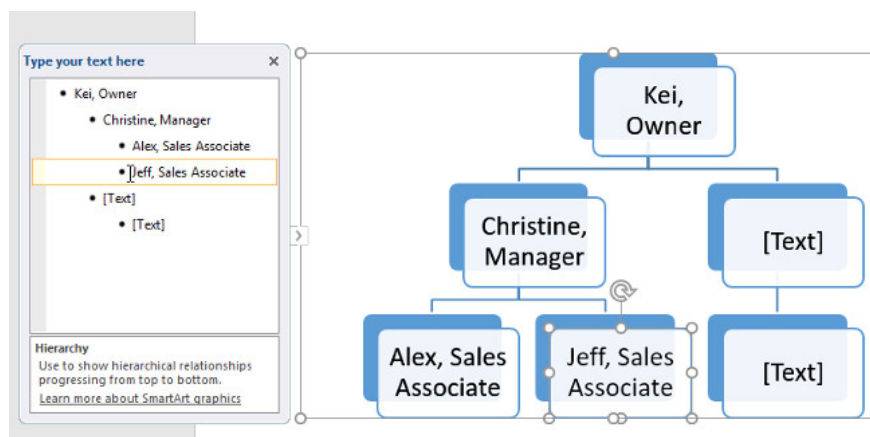 Type your text here
Kei, Owner
Christine, Manager
Alex, Sales Associate
Jeff, Sales Associate
[Text]
[Text]
Hierarchy
Use to show hierarchical relationships
progressing from top to bottom.
Learn more about SmartArt graphics
Kei,
Owner
Christine,
Manager
[Text]
Alex, Sales
Associate
Jeff, Sales
Associate
[Text]